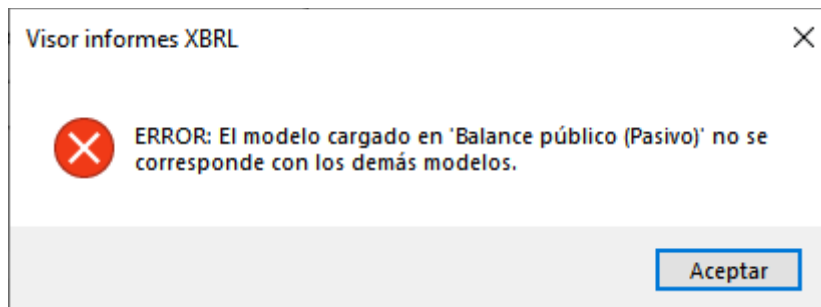 Visor informes XBRL
ERROR: El modelo cargado en 'Balance público (Pasivo)' no se
corresponde con los demás modelos.
Aceptar